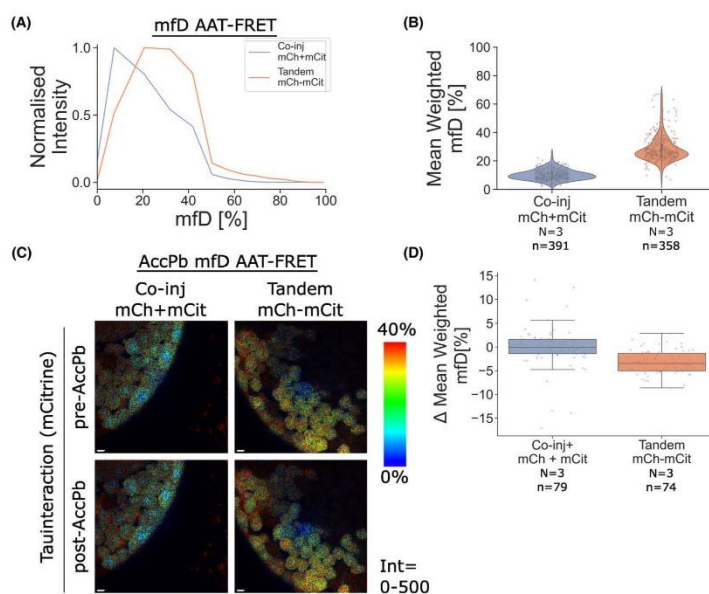 (A)
mfD AAT-FRET
Co-inj
mCh+mCit
Tandem
mCh-mCit
Normalised
Intensity
1.0
0.5
0.0
0 20 40 60 80 100
mfD [%]
(B)
Mean Weighted
mfD [%]
100
80
60
40
20
0
Co-inj
mCh+mCit
N=3
n=391
Tandem
mCh-mCit
N=3
n=358
(C)
AccPb mfD AAT-FRET
Co-inj
mCh+mCit
Tandem
mCh-mCit
Tauinteraction (mCitrine)
pre-AccPb
post-AccPb
40%
0%
Int=
0-500
(D)
Δ Mean Weighted
mfD[%]
15
10
5
0
−5
−10
−15
Co-inj+
mCh + mCit
N=3
n=79
Tandem
mCh-mCit
N=3
n=74